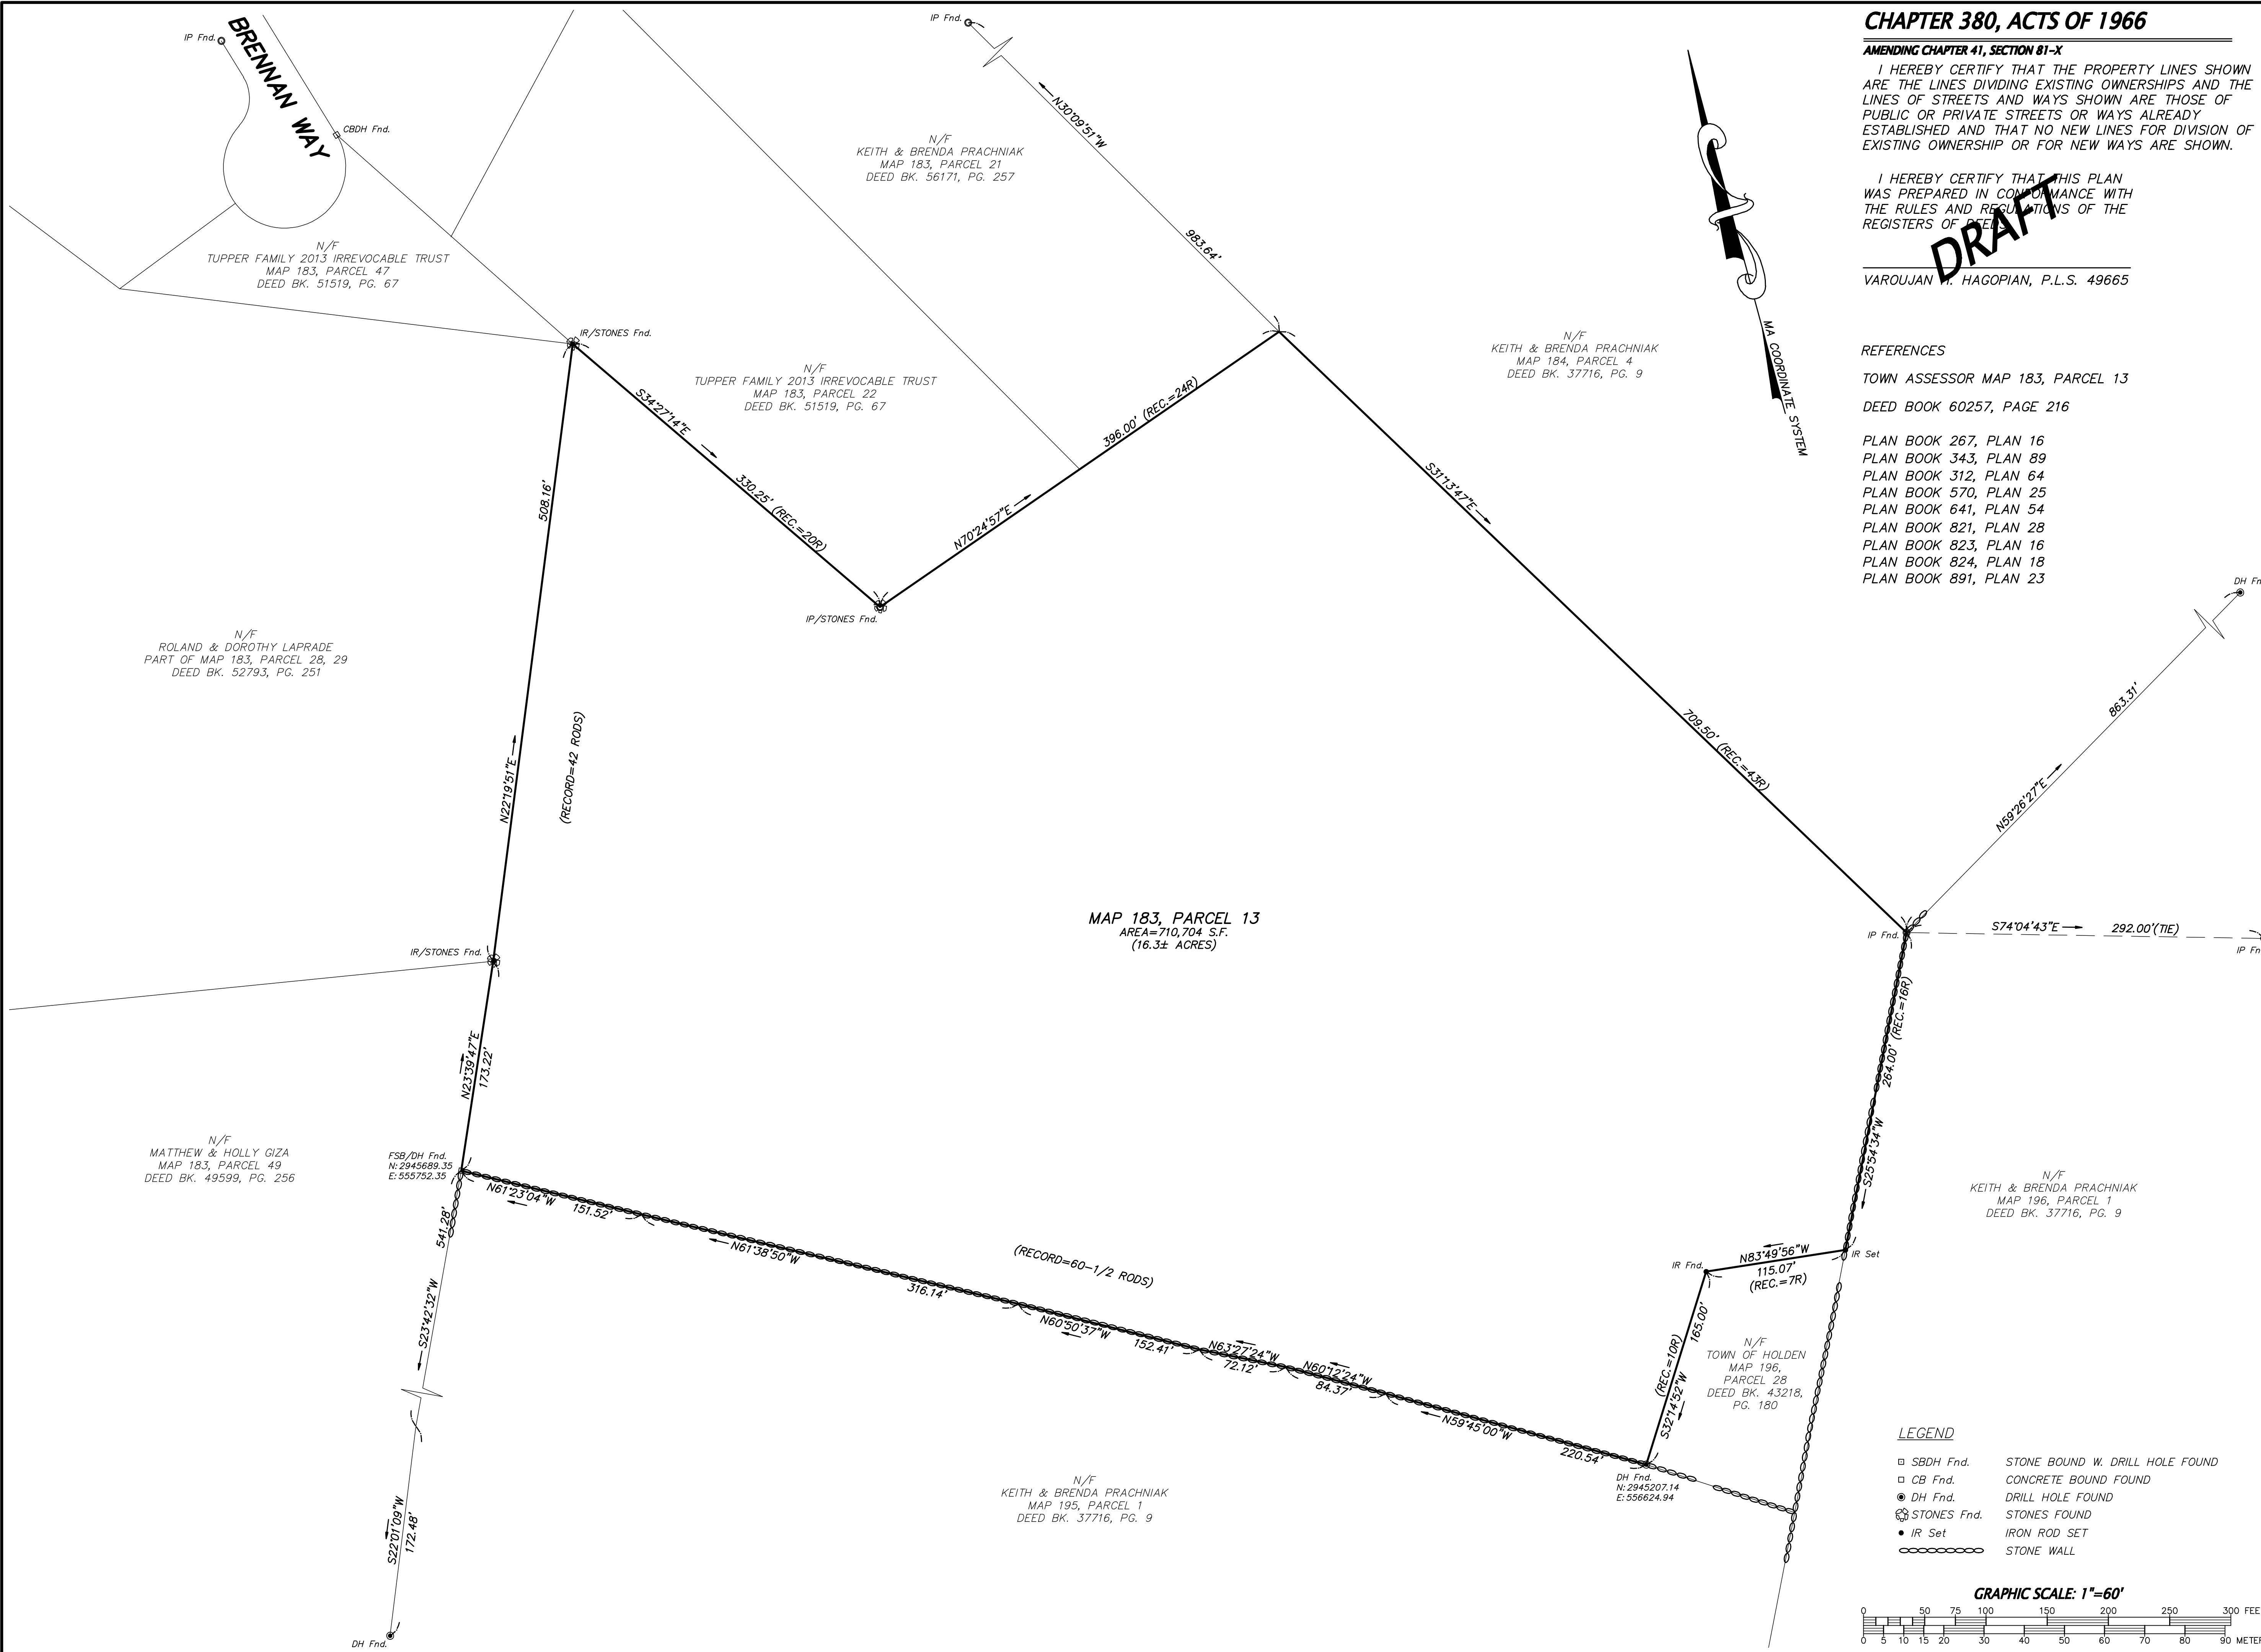 CHAPTER 380, ACTS OF 1966
AMENDING CHAPTER 41, SECTION 81-X
I HEREBY CERTIFY THAT THE PROPERTY LINES SHOWN
ARE THE LINES DIVIDING EXISTING OWNERSHIPS AND THE
LINES OF STREETS AND WAYS SHOWN ARE THOSE OF
PUBLIC OR PRIVATE STREETS OR WAYS ALREADY
ESTABLISHED AND THAT NO NEW LINES FOR DIVISION OF
EXISTING OWNERSHIP OR FOR NEW WAYS ARE SHOWN.
I HEREBY CERTIFY THAT THIS PLAN
WAS PREPARED IN CONFORMANCE WITH
THE RULES AND REGULATIONS OF THE
REGISTERS OF DEEDS
DRAFT
VAROUJAN HAGOPIAN, P.L.S. 49665
REFERENCES
TOWN ASSESSOR MAP 183, PARCEL 13
DEED BOOK 60257, PAGE 216
PLAN BOOK 267, PLAN 16
PLAN BOOK 343, PLAN 89
PLAN BOOK 312, PLAN 64
PLAN BOOK 570, PLAN 25
PLAN BOOK 641, PLAN 54
PLAN BOOK 821, PLAN 28
PLAN BOOK 823, PLAN 16
PLAN BOOK 824, PLAN 18
PLAN BOOK 891, PLAN 23
MA COORDINATE SYSTEM
IP Fnd.
BRENNAN WAY
CBDH Fnd.
IP Fnd.
N30°09'51"W
983.64'
N/F
KEITH & BRENDA PRACHNIAK
MAP 183, PARCEL 21
DEED BK. 56171, PG. 257
N/F
TUPPER FAMILY 2013 IRREVOCABLE TRUST
MAP 183, PARCEL 47
DEED BK. 51519, PG. 67
IR/STONES Fnd.
N/F
TUPPER FAMILY 2013 IRREVOCABLE TRUST
MAP 183, PARCEL 22
DEED BK. 51519, PG. 67
N/F
KEITH & BRENDA PRACHNIAK
MAP 184, PARCEL 4
DEED BK. 37716, PG. 9
S34°27'14"E
330.25' (REC.=20R)
N70°24'57"E
396.00' (REC.=24R)
IP/STONES Fnd.
S31°13'47"E
709.50' (REC.=43R)
508.16'
N22°19'51"E
(RECORD=42 RODS)
N/F
ROLAND & DOROTHY LAPRADE
PART OF MAP 183, PARCEL 28, 29
DEED BK. 52793, PG. 251
DH Fn
863.31'
N59°26'27"E
MAP 183, PARCEL 13
AREA=710,704 S.F.
(16.3± ACRES)
IP Fnd.
S74°04'43"E
292.00'(TIE)
IP Fn
IR/STONES Fnd.
N23°39'47"E
173.22'
264.00' (REC.=16R)
S25°54'34"W
N/F
MATTHEW & HOLLY GIZA
MAP 183, PARCEL 49
DEED BK. 49599, PG. 256
FSB/DH Fnd.
N: 2945689.35
E: 555752.35
N61°23'04"W
151.52'
N61°38'50"W
316.14'
(RECORD=60-1/2 RODS)
N60°50'37"W
152.41'
N63°27'24"W
72.12'
N60°12'24"W
84.37'
N59°45'00"W
220.54'
N/F
KEITH & BRENDA PRACHNIAK
MAP 196, PARCEL 1
DEED BK. 37716, PG. 9
IR Set
N83°49'56"W
115.07'
(REC.=7R)
IR Fnd.
165.00'
(REC.=10R)
S32°14'52"W
N/F
TOWN OF HOLDEN
MAP 196,
PARCEL 28
DEED BK. 43218,
PG. 180
DH Fnd.
N: 2945207.14
E: 556624.94
541.28'
S23°42'32"W
S22°01'09"W
172.48'
DH Fnd.
N/F
KEITH & BRENDA PRACHNIAK
MAP 195, PARCEL 1
DEED BK. 37716, PG. 9
LEGEND
SBDH Fnd. STONE BOUND W. DRILL HOLE FOUND
CB Fnd. CONCRETE BOUND FOUND
DH Fnd. DRILL HOLE FOUND
STONES Fnd. STONES FOUND
IR Set IRON ROD SET
STONE WALL
GRAPHIC SCALE: 1"=60'
0 50 75 100 150 200 250 300 FEE
0 5 10 15 20 30 40 50 60 70 80 90 METER